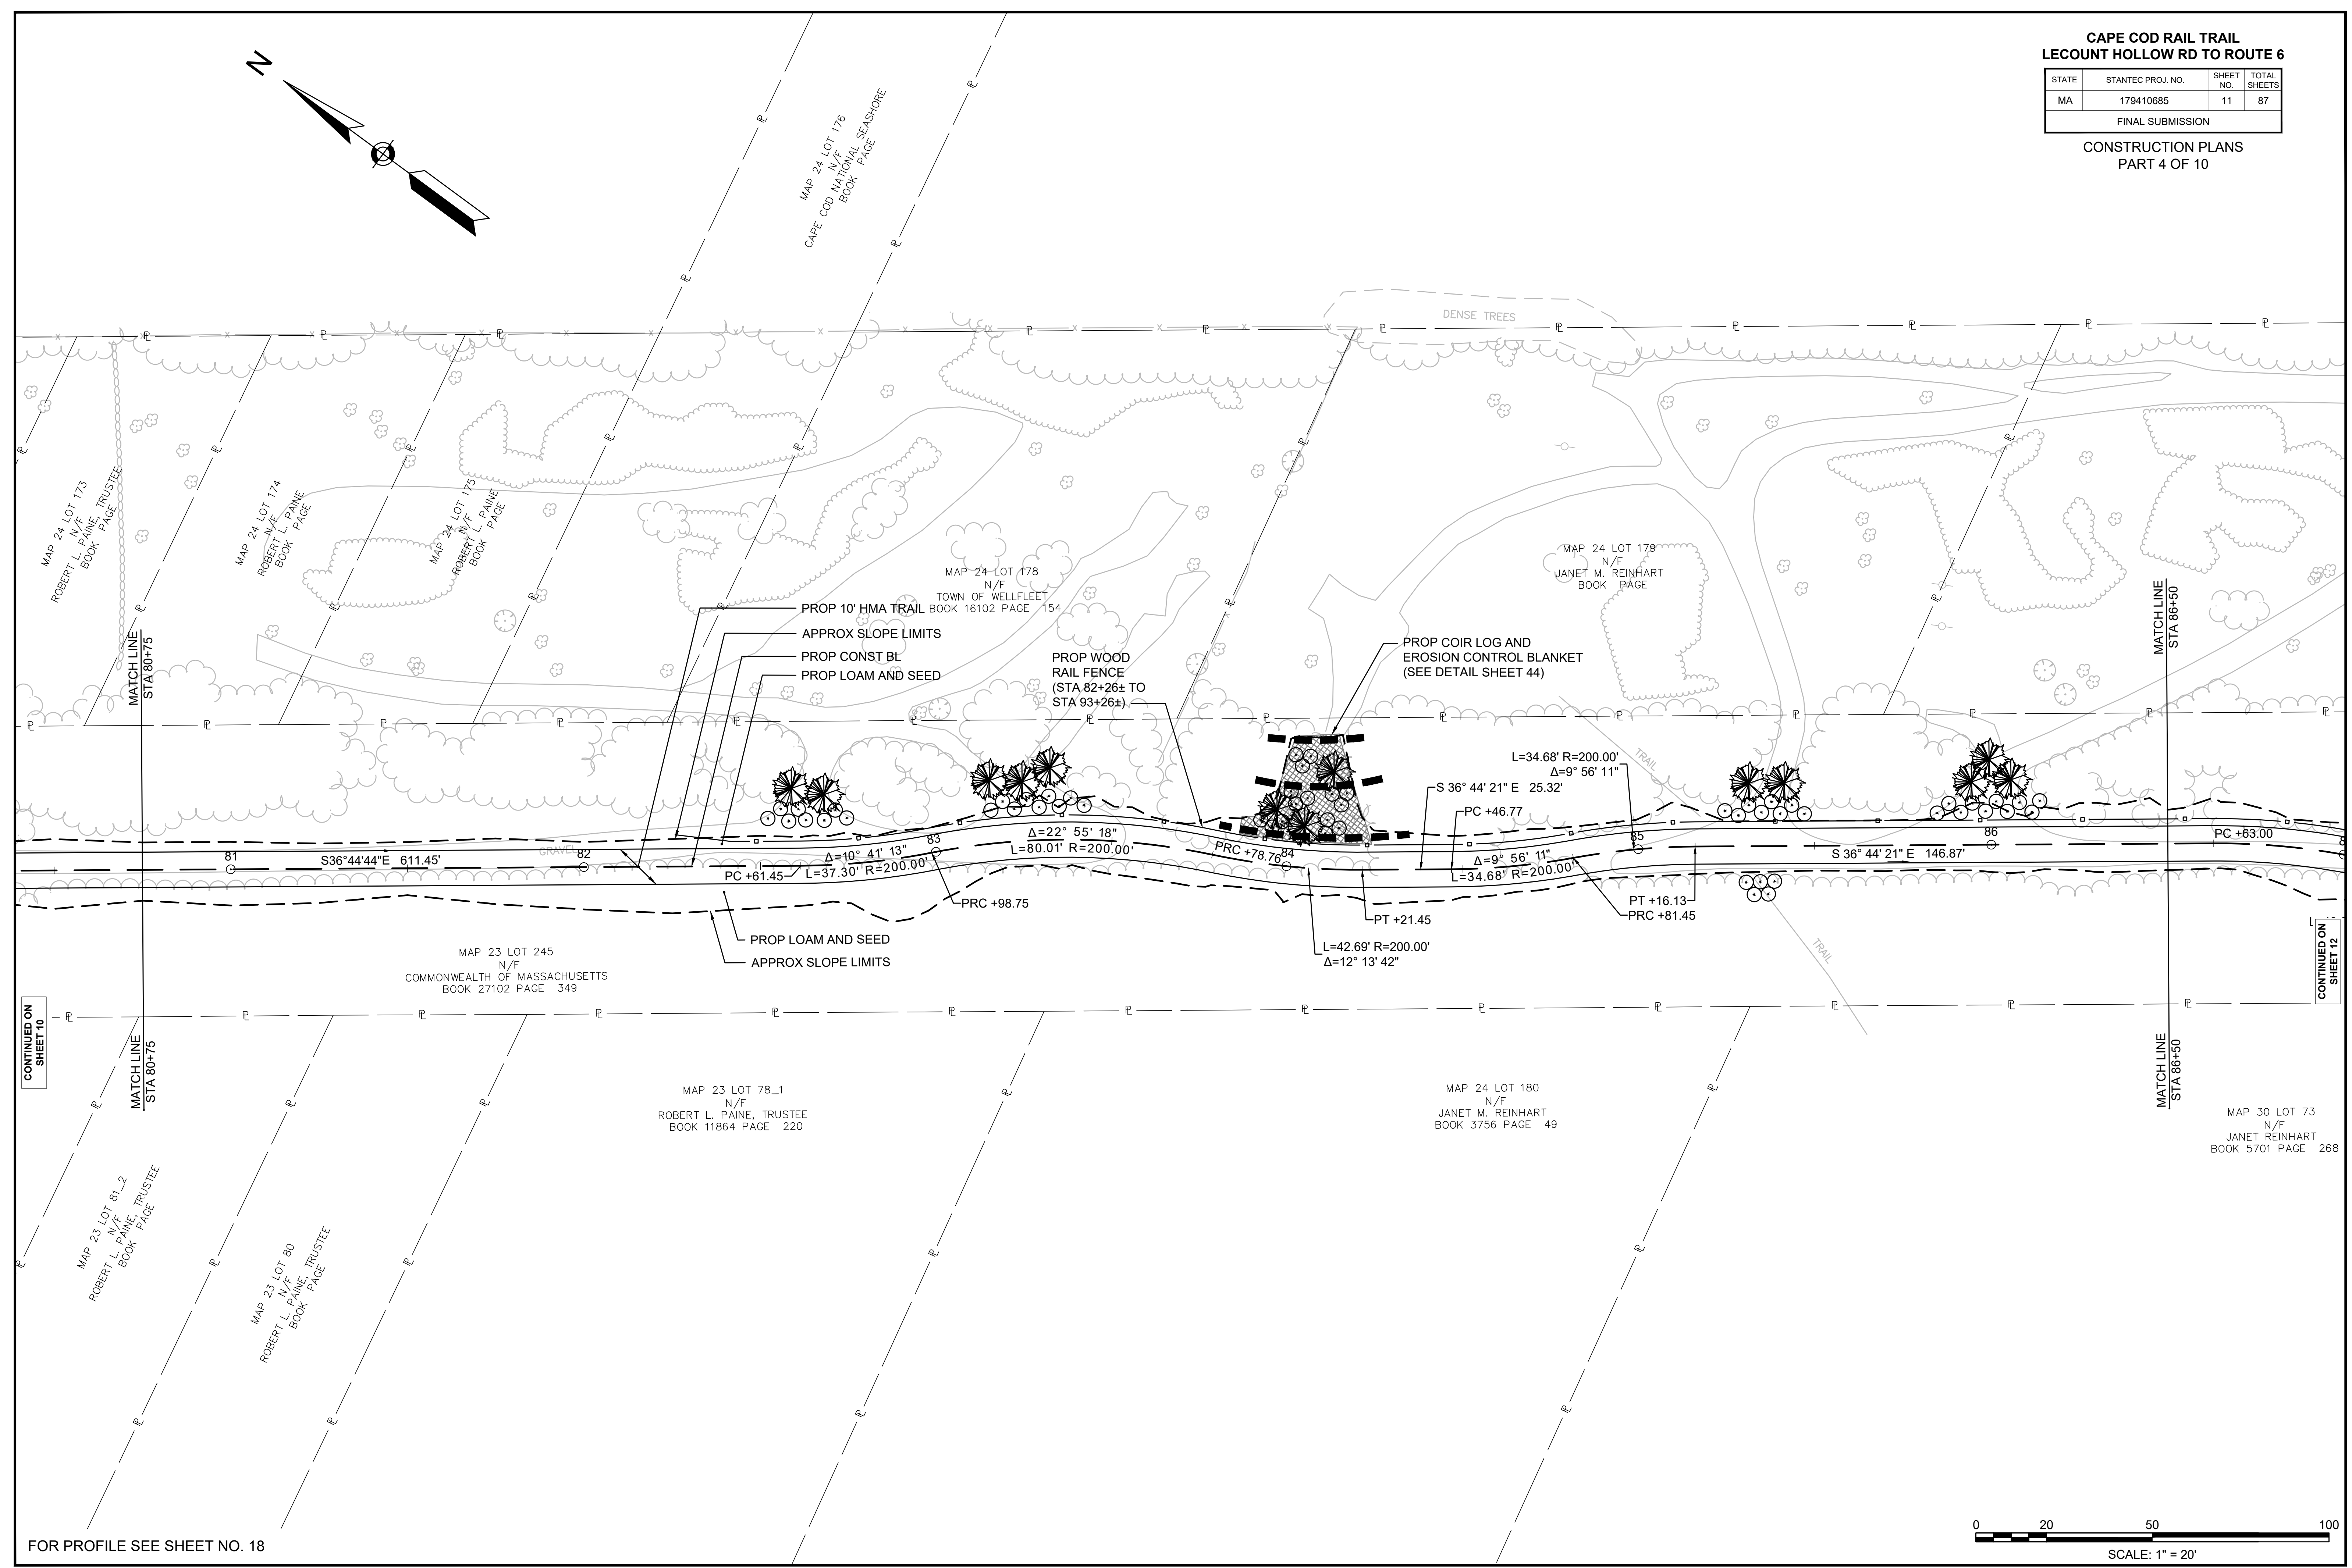 CAPE COD RAIL TRAIL
LECOUNT HOLLOW RD TO ROUTE 6
STATE
STANTEC PROJ. NO.
SHEET NO.
TOTAL SHEETS
MA
179410685
11
87
FINAL SUBMISSION
CONSTRUCTION PLANS
PART 4 OF 10
N
MAP 24 LOT 176
N/F
CAPE COD NATIONAL SEASHORE
BOOK PAGE
DENSE TREES
MAP 24 LOT 173
N/F
ROBERT L. PAINE, TRUSTEE
BOOK PAGE
MAP 24 LOT 174
N/F
ROBERT L. PAINE
BOOK PAGE
MAP 24 LOT 175
N/F
ROBERT L. PAINE
BOOK PAGE
MAP 24 LOT 178
N/F
TOWN OF WELLFLEET
BOOK 16102 PAGE 154
MAP 24 LOT 179
N/F
JANET M. REINHART
BOOK PAGE
MATCH LINE
STA 80+75
PROP 10' HMA TRAIL
APPROX SLOPE LIMITS
PROP CONST BL
PROP LOAM AND SEED
PROP WOOD
RAIL FENCE
(STA 82+26± TO
STA 93+26±)
PROP COIR LOG AND
EROSION CONTROL BLANKET
(SEE DETAIL SHEET 44)
MATCH LINE
STA 86+50
TRAIL
L=34.68' R=200.00'
Δ=9° 56' 11"
S 36° 44' 21" E 25.32'
PC +46.77
81
S36°44'44"E 611.45'
GRAVEL
82
PC +61.45
Δ=10° 41' 13"
L=37.30' R=200.00'
83
PRC +98.75
Δ=22° 55' 18"
L=80.01' R=200.00'
PRC +78.76
84
PT +21.45
L=42.69' R=200.00'
Δ=12° 13' 42"
Δ=9° 56' 11"
L=34.68' R=200.00'
85
PT +16.13
PRC +81.45
86
S 36° 44' 21" E 146.87'
PC +63.00
TRAIL
PROP LOAM AND SEED
APPROX SLOPE LIMITS
MAP 23 LOT 245
N/F
COMMONWEALTH OF MASSACHUSETTS
BOOK 27102 PAGE 349
CONTINUED ON
SHEET 10
CONTINUED ON
SHEET 12
MATCH LINE
STA 80+75
MATCH LINE
STA 86+50
MAP 23 LOT 78_1
N/F
ROBERT L. PAINE, TRUSTEE
BOOK 11864 PAGE 220
MAP 24 LOT 180
N/F
JANET M. REINHART
BOOK 3756 PAGE 49
MAP 30 LOT 73
N/F
JANET REINHART
BOOK 5701 PAGE 268
MAP 23 LOT 81_2
N/F
ROBERT L. PAINE, TRUSTEE
BOOK PAGE
MAP 23 LOT 80
N/F
ROBERT L. PAINE, TRUSTEE
BOOK PAGE
FOR PROFILE SEE SHEET NO. 18
0 20 50 100
SCALE: 1" = 20'